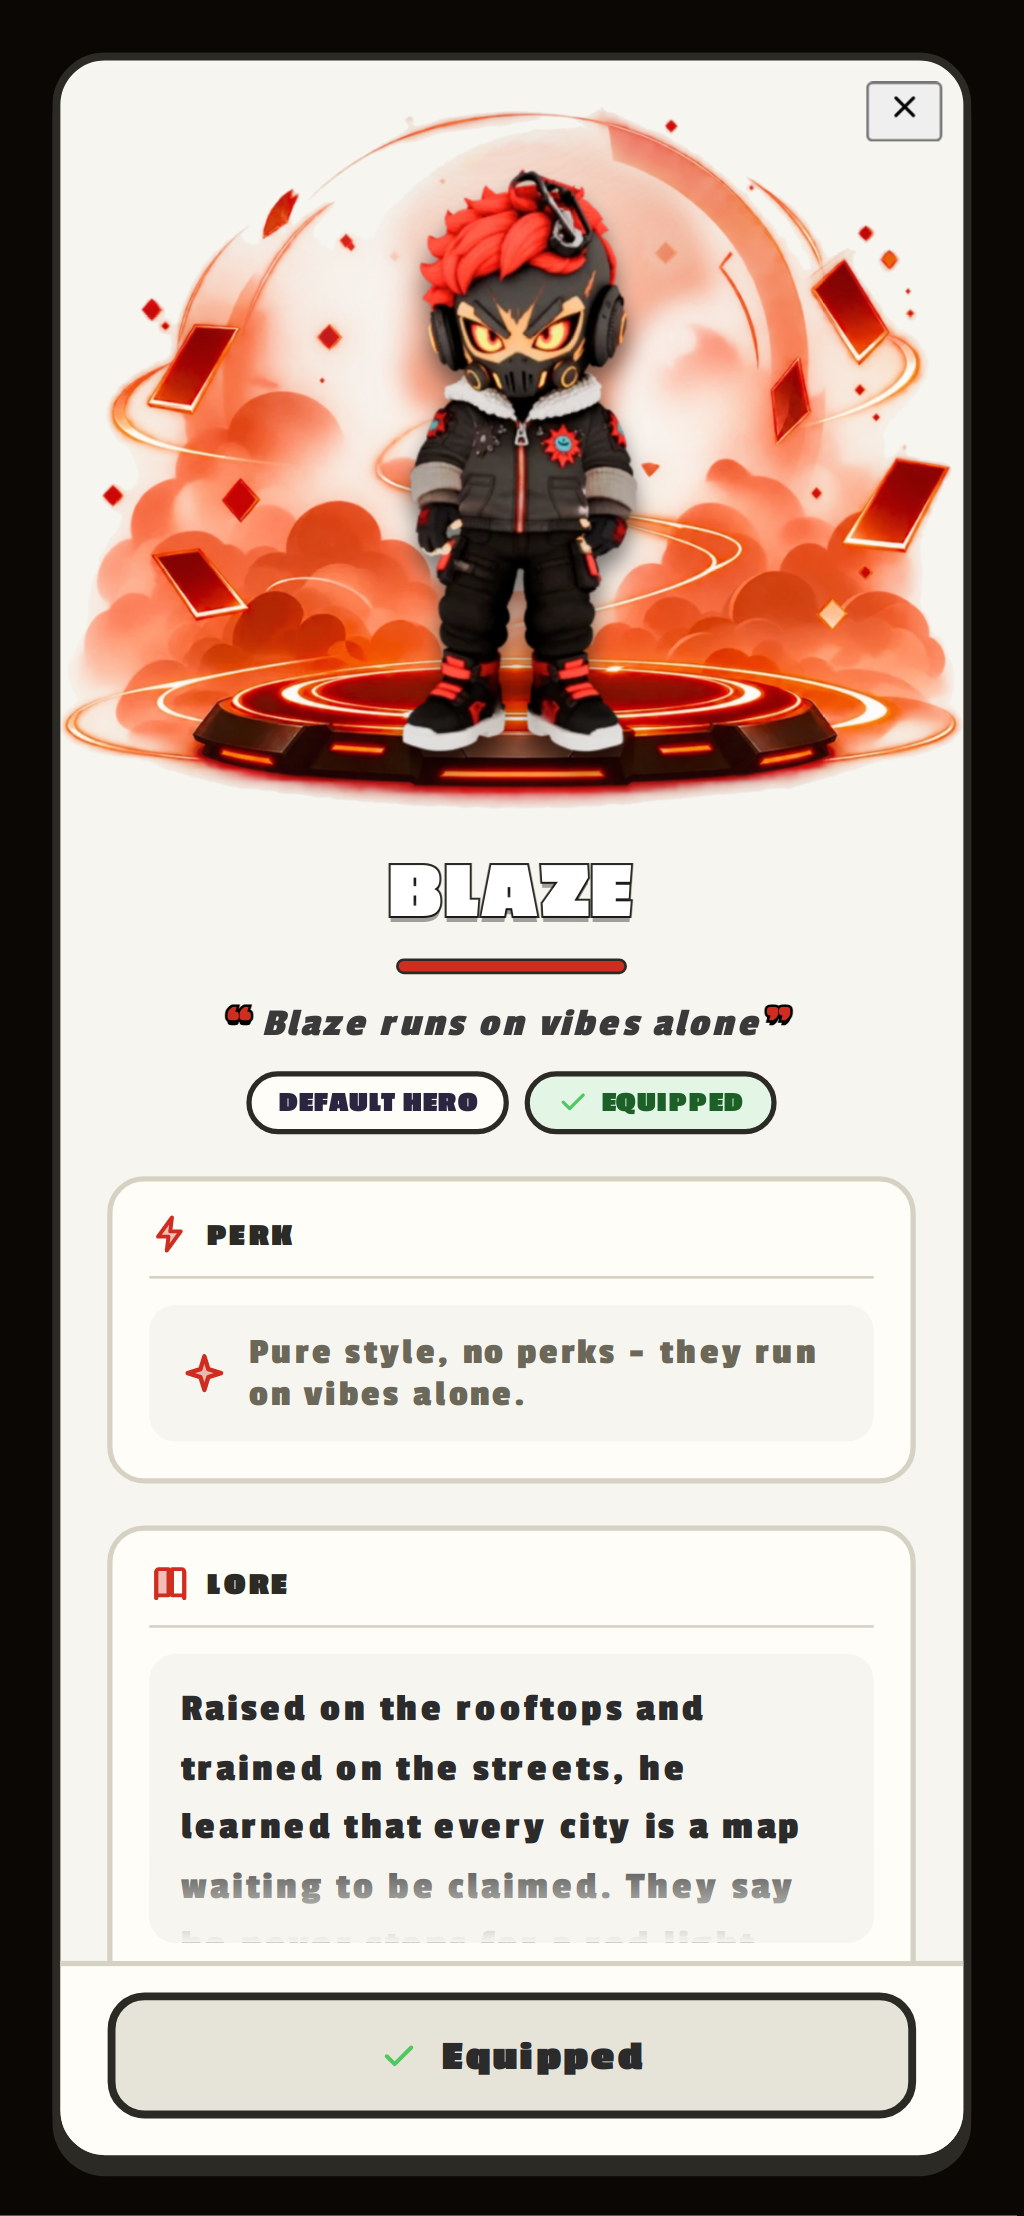 BLAZE
❝ Blaze runs on vibes alone ❞
DEFAULT HERO
EQUIPPED
PERK
Pure style, no perks - they run
on vibes alone.
LORE
Raised on the rooftops and
trained on the streets, he
learned that every city is a map
waiting to be claimed. They say
Equipped